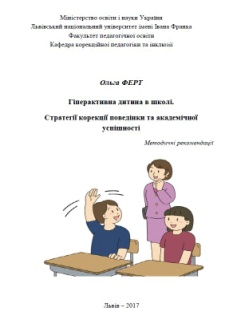 Міністерство освіти і науки України
Львівський національний університет імені Івана Франка
Факультет педагогічної освіти
Кафедра корекційної педагогіки та інклюзії
Ольга ФЕРТ
Гіперактивна дитина в школі.
Стратегії корекції поведінки та академічної
успішності
Методичні рекомендації
Львів – 2017